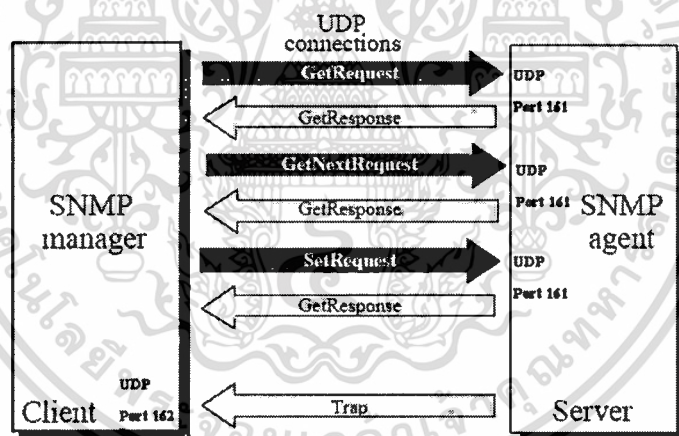 UDP
connections
GetRequest
UDP
Port 161
GetResponse
GetNextRequest
UDP
Port 161
GetResponse
SNMP
manager
SNMP
agent
SetRequest
UDP
Port 161
GetResponse
UDP
Port 162
Client
Trap
Server